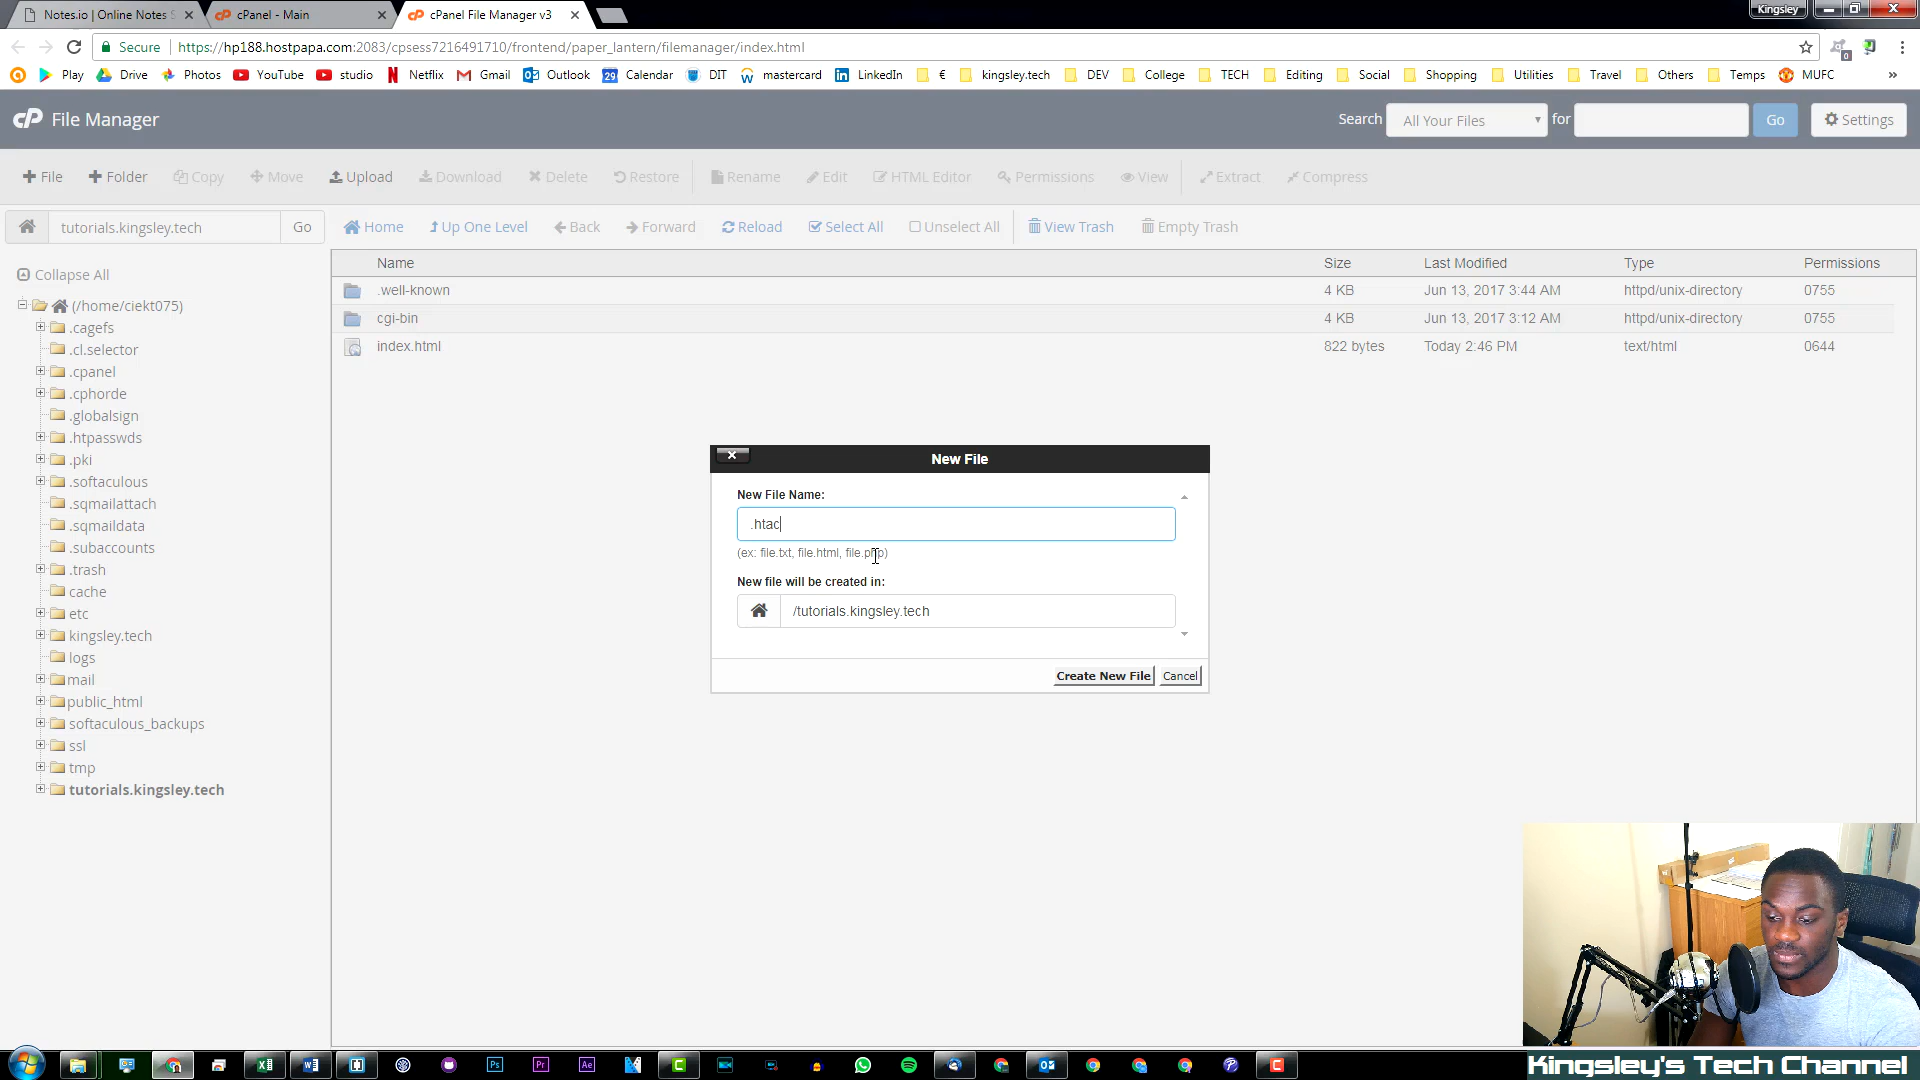 Notes.io | Online Notes S
cPanel - Main
cPanel File Manager v3
Kingsley
Secure
https://hp188.hostpapa.com:2083/cpsess7216491710/frontend/paper_lantern/filemanager/index.html
Play
Drive
Photos
YouTube
studio
Netflix
Gmail
Outlook
Calendar
DIT
mastercard
LinkedIn
€
kingsley.tech
DEV
College
TECH
Editing
Social
Shopping
Utilities
Travel
Others
Temps
MUFC
»
cP File Manager
Search
All Your Files
for
Go
Settings
+ File
+ Folder
Copy
Move
Upload
Download
Delete
Restore
Rename
Edit
HTML Editor
Permissions
View
Extract
Compress
tutorials.kingsley.tech
Go
Home
Up One Level
Back
Forward
Reload
Select All
Unselect All
View Trash
Empty Trash
Collapse All
(/home/ciekt075)
.cagefs
.cl.selector
.cpanel
.cphorde
.globalsign
.htpasswds
.pki
.softaculous
.sqmailattach
.sqmaildata
.subaccounts
.trash
cache
etc
kingsley.tech
logs
mail
public_html
softaculous_backups
ssl
tmp
tutorials.kingsley.tech
Name Size Last Modified Type Permissions
.well-known 4 KB Jun 13, 2017 3:44 AM httpd/unix-directory 0755
cgi-bin 4 KB Jun 13, 2017 3:12 AM httpd/unix-directory 0755
index.html 822 bytes Today 2:46 PM text/html 0644
New File
New File Name:
.htac
(ex: file.txt, file.html, file.php)
New file will be created in:
/tutorials.kingsley.tech
Create New File
Cancel
Kingsley's Tech Channel